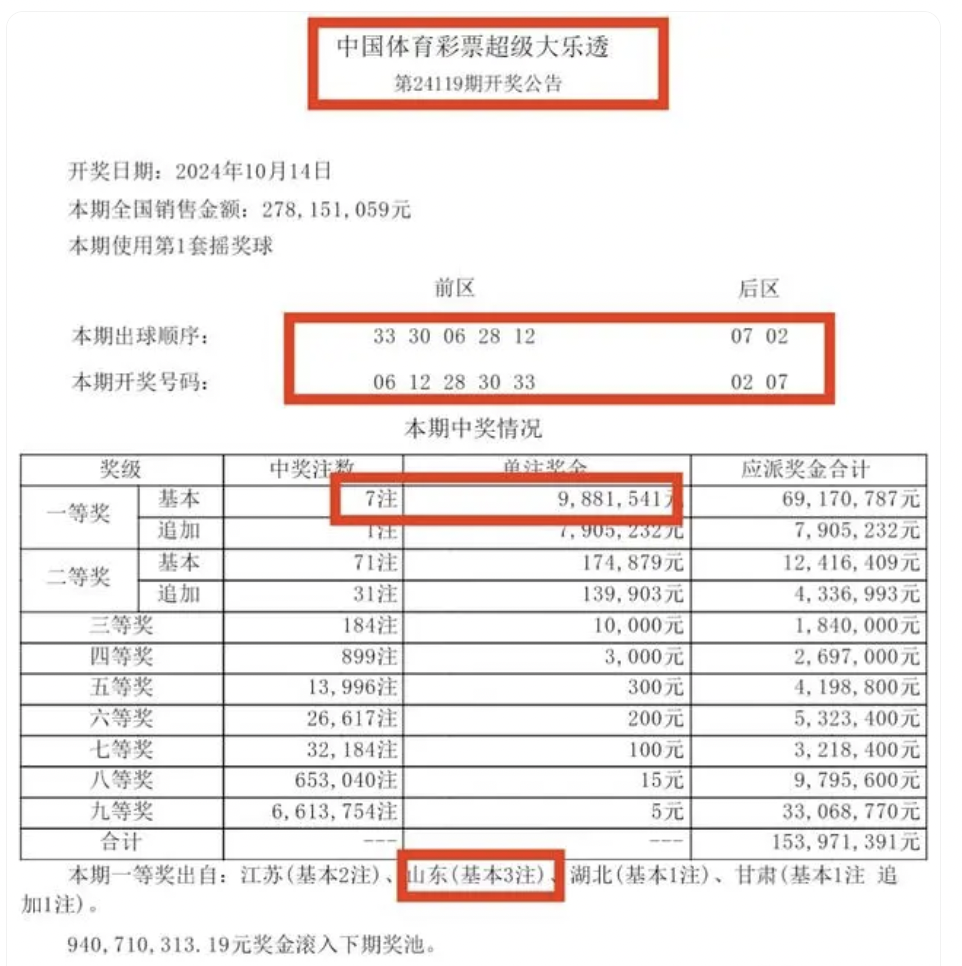 中国体育彩票超级大乐透
第24119期开奖公告
开奖日期：2024年10月14日
本期全国销售金额：278,151,059元
本期使用第1套摇奖球
前区 后区
本期出球顺序： 33 30 06 28 12 07 02
本期开奖号码： 06 12 28 30 33 02 07
本期中奖情况
奖级 中奖注数 单注奖金 应派奖金合计
一等奖 基本 7注 9,881,541元 69,170,787元
追加 1注 7,905,232元 7,905,232元
二等奖 基本 71注 174,879元 12,416,409元
追加 31注 139,903元 4,336,993元
三等奖 184注 10,000元 1,840,000元
四等奖 899注 3,000元 2,697,000元
五等奖 13,996注 300元 4,198,800元
六等奖 26,617注 200元 5,323,400元
七等奖 32,184注 100元 3,218,400元
八等奖 653,040注 15元 9,795,600元
九等奖 6,613,754注 5元 33,068,770元
合计 --- --- 153,971,391元
本期一等奖出自：江苏(基本2注)、山东(基本3注)、湖北(基本1注)、甘肃(基本1注 追
加1注)。
940,710,313.19元奖金滚入下期奖池。